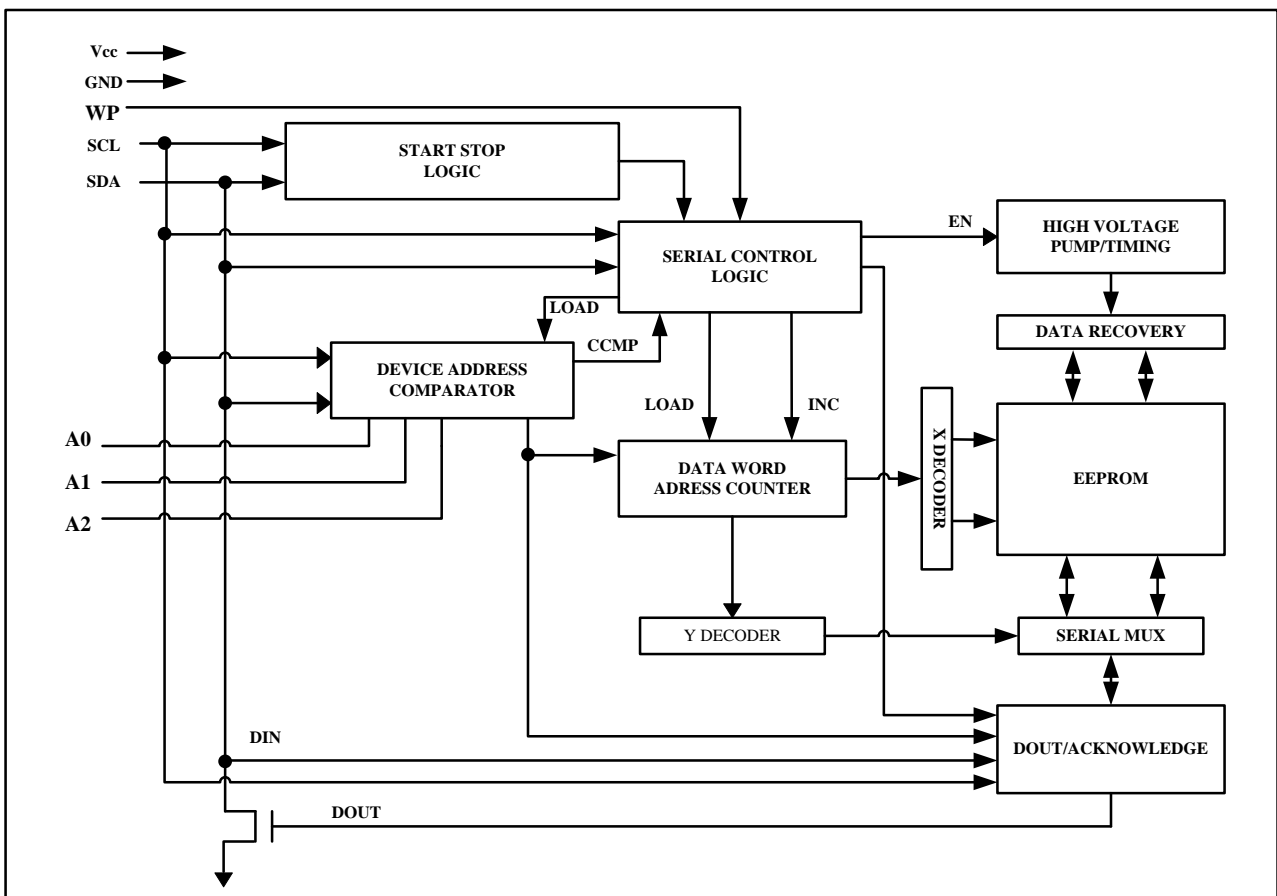 Vcc
GND
WP
SCL
SDA
START STOP
LOGIC
SERIAL CONTROL
LOGIC
EN
HIGH VOLTAGE
PUMP/TIMING
DATA RECOVERY
LOAD
CCMP
DEVICE ADDRESS
COMPARATOR
LOAD
INC
A0
A1
A2
DATA WORD
ADRESS COUNTER
X DECODER
EEPROM
Y DECODER
SERIAL MUX
DIN
DOUT/ACKNOWLEDGE
DOUT